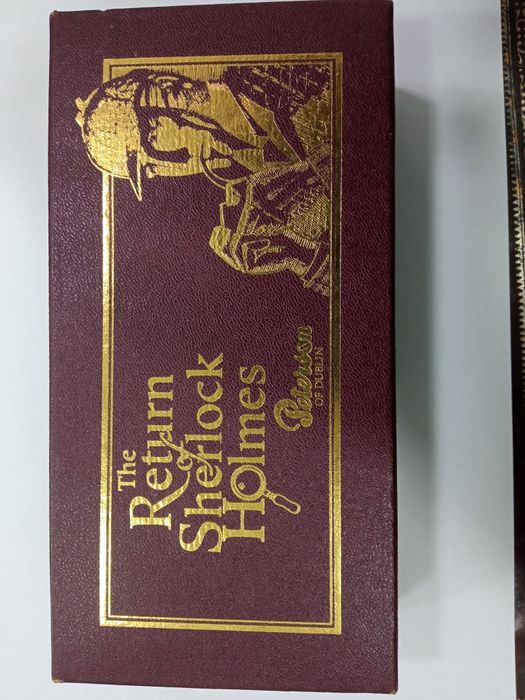 The
Return
of
Sherlock
Holmes
Peterson
OF DUBLIN